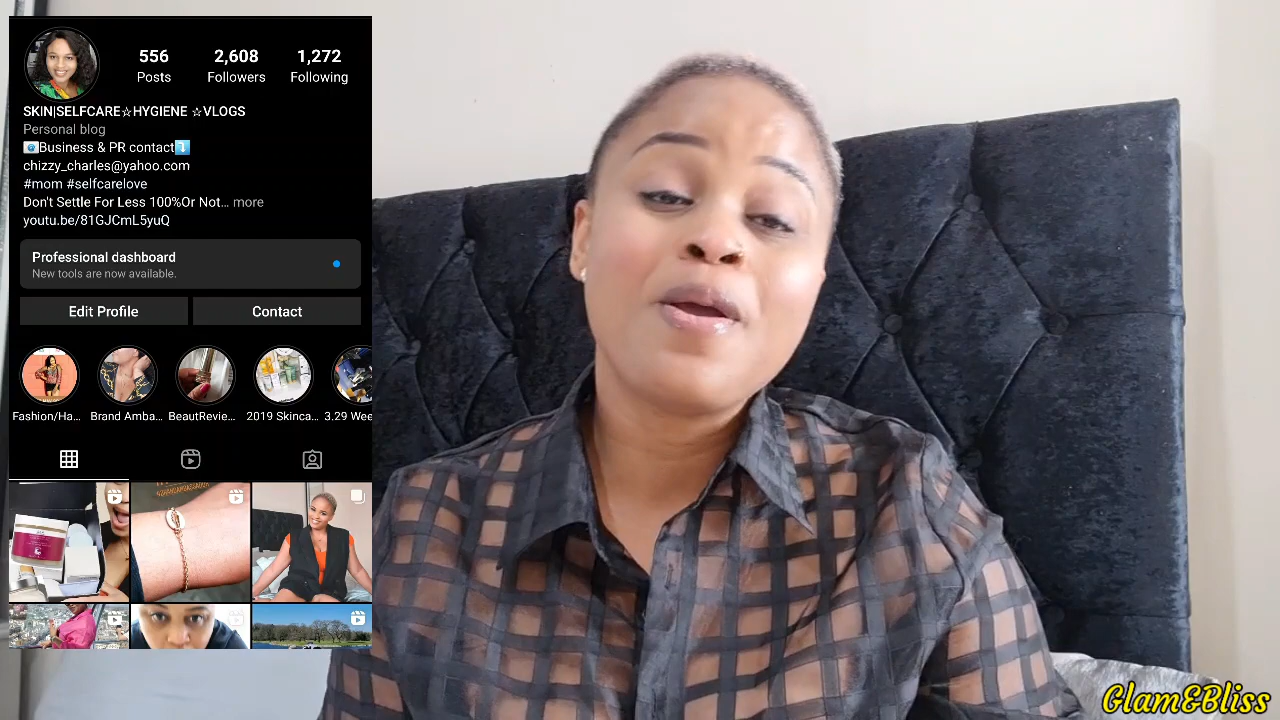 556 2,608 1,272
Posts Followers Following
SKIN|SELFCARE☆HYGIENE ☆VLOGS
Personal blog
📧Business & PR contact⤵️
chizzy_charles@yahoo.com
#mom #selfcarelove
Don't Settle For Less 100%Or Not... more
youtu.be/81GJCmL5yuQ
Professional dashboard
New tools are now available.
Edit Profile Contact
Fashion/Ha... Brand Amba... BeautRevie... 2019 Skinca... 3.29 Wee
Glam&Bliss